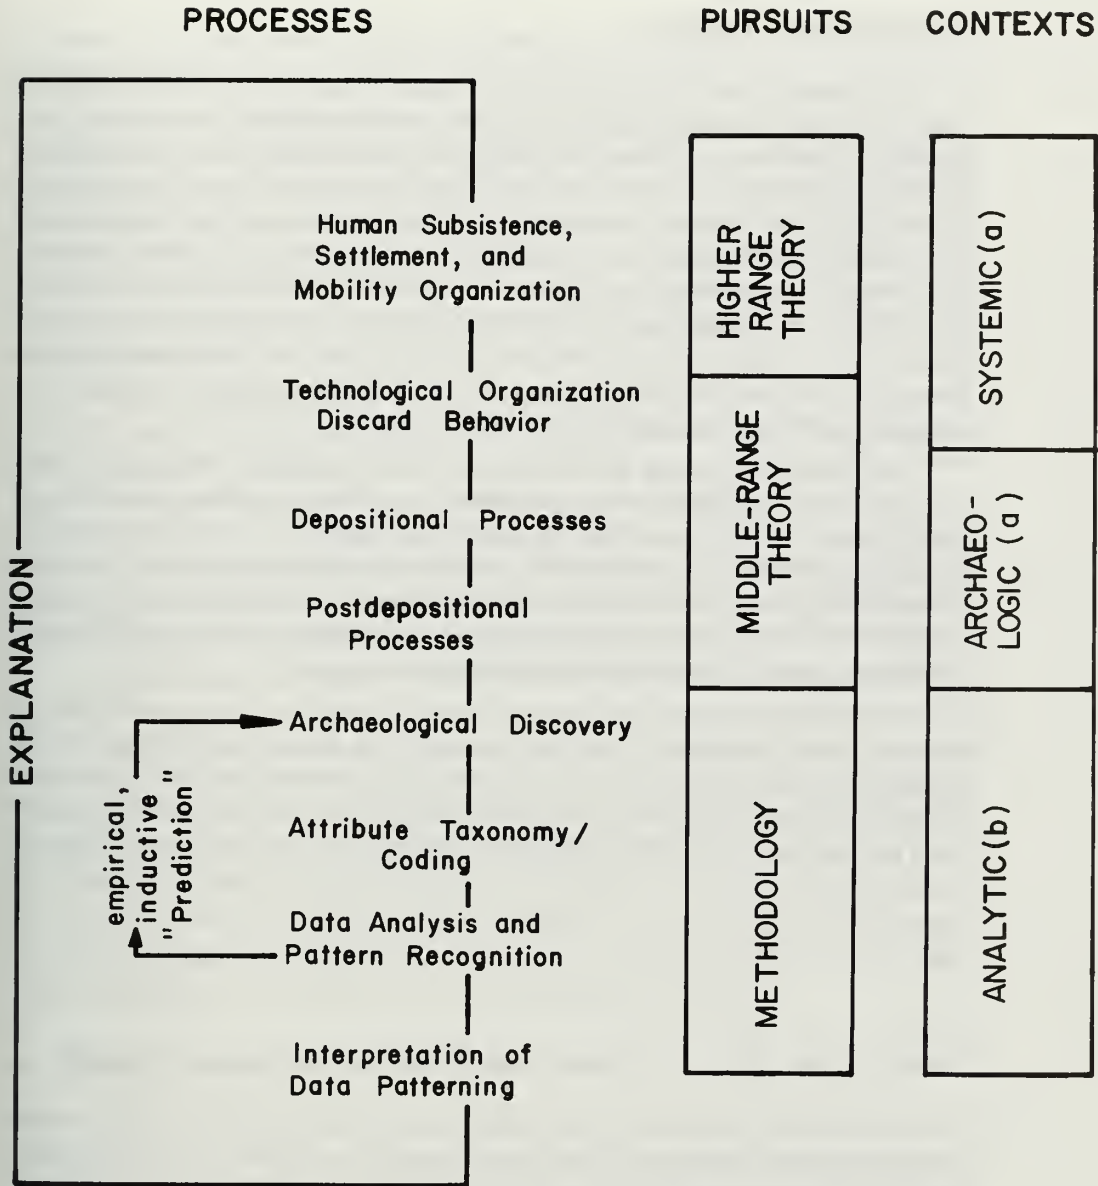 PROCESSES
PURSUITS
CONTEXTS
EXPLANATION
Human Subsistence,
Settlement, and
Mobility Organization
Technological Organization
Discard Behavior
Depositional Processes
Postdepositional
Processes
Archaeological Discovery
Attribute Taxonomy/
Coding
Data Analysis and
Pattern Recognition
Interpretation of
Data Patterning
empirical,
inductive
"Prediction"
HIGHER
RANGE
THEORY
MIDDLE-RANGE
THEORY
METHODOLOGY
SYSTEMIC (a)
ARCHAEO-
LOGIC (a)
ANALYTIC (b)